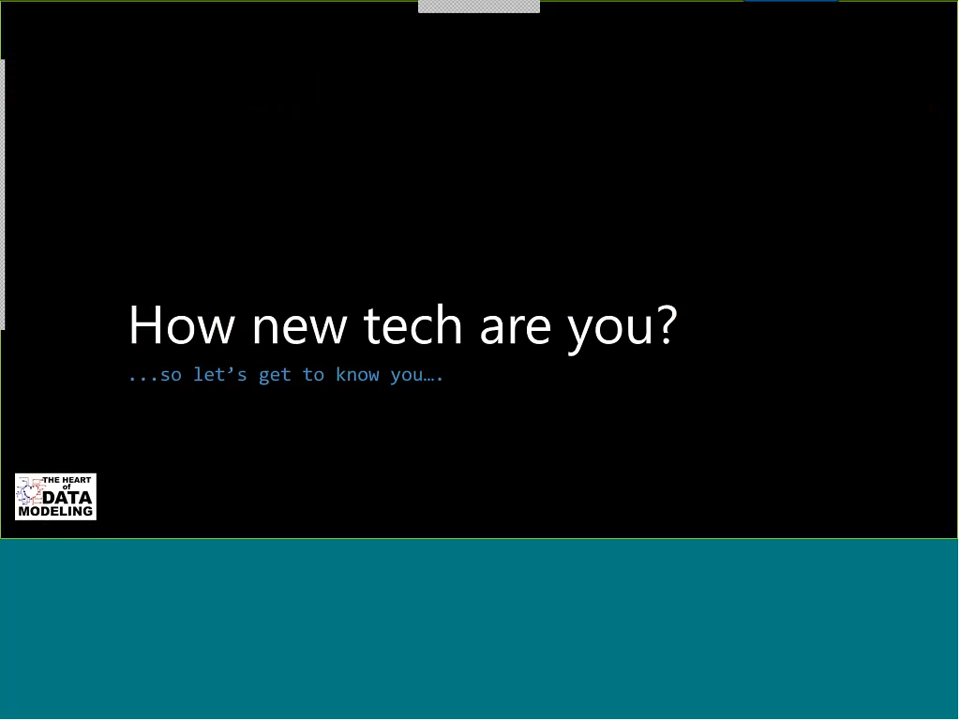 How new tech are you?
...so let’s get to know you….
THE HEART
of
DATA
MODELING